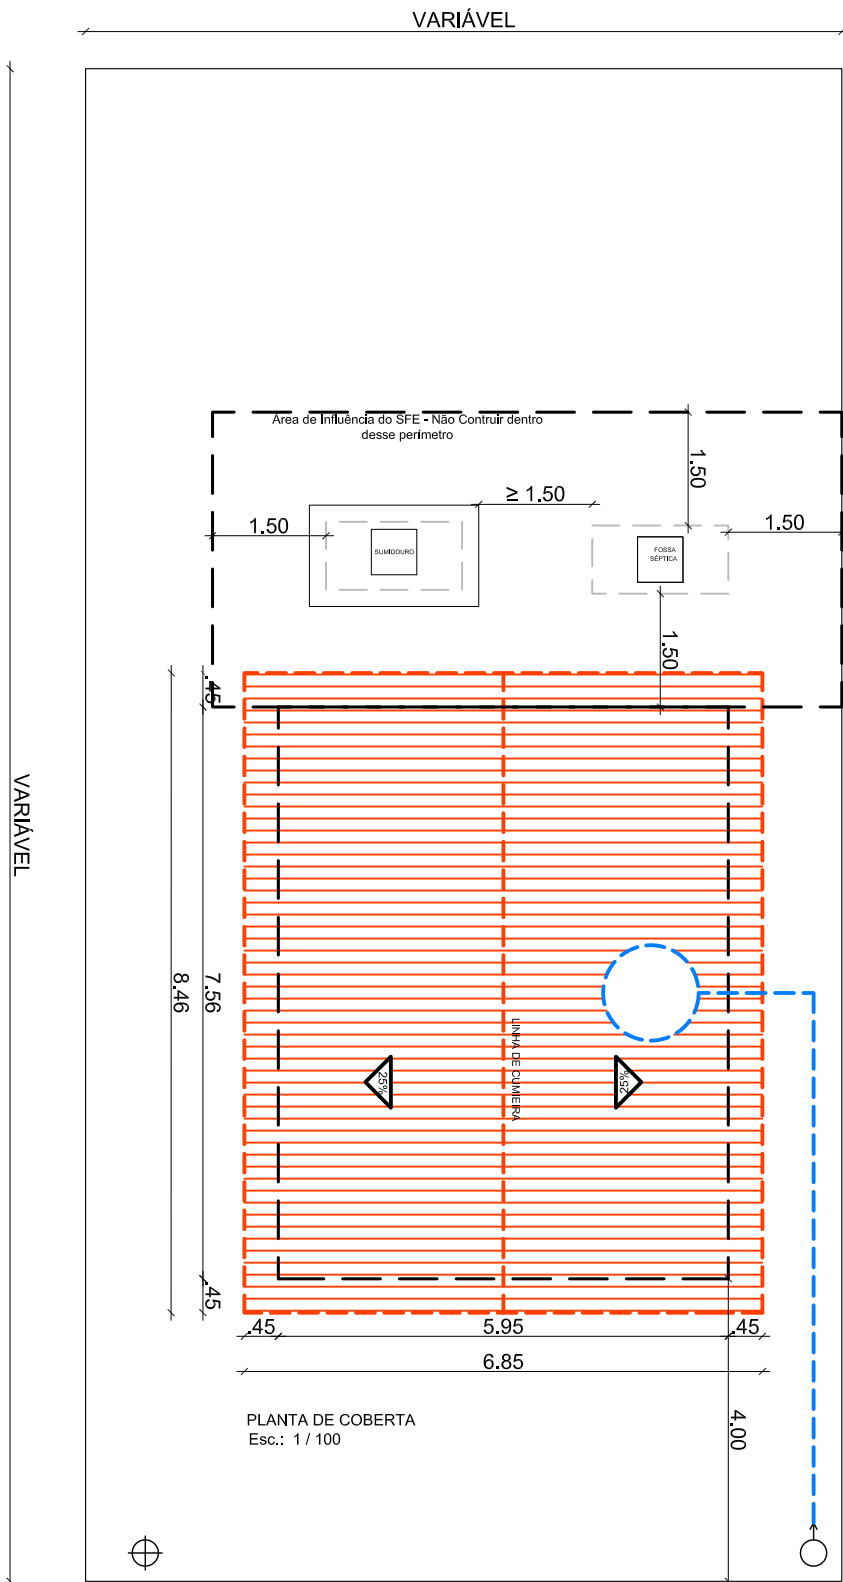 VARIÁVEL
Área de Influência do SFE - Não Contruir dentro
desse perímetro
1.50
≥ 1.50
1.50
1.50
SUMIDOURO
FOSSA
SÉPTICA
1.50
.45
VARIÁVEL
8.46
7.56
LINHA DE CUMIEIRA
25%
25%
.45
.45
5.95
.45
6.85
4.00
PLANTA DE COBERTA
Esc.: 1 / 100